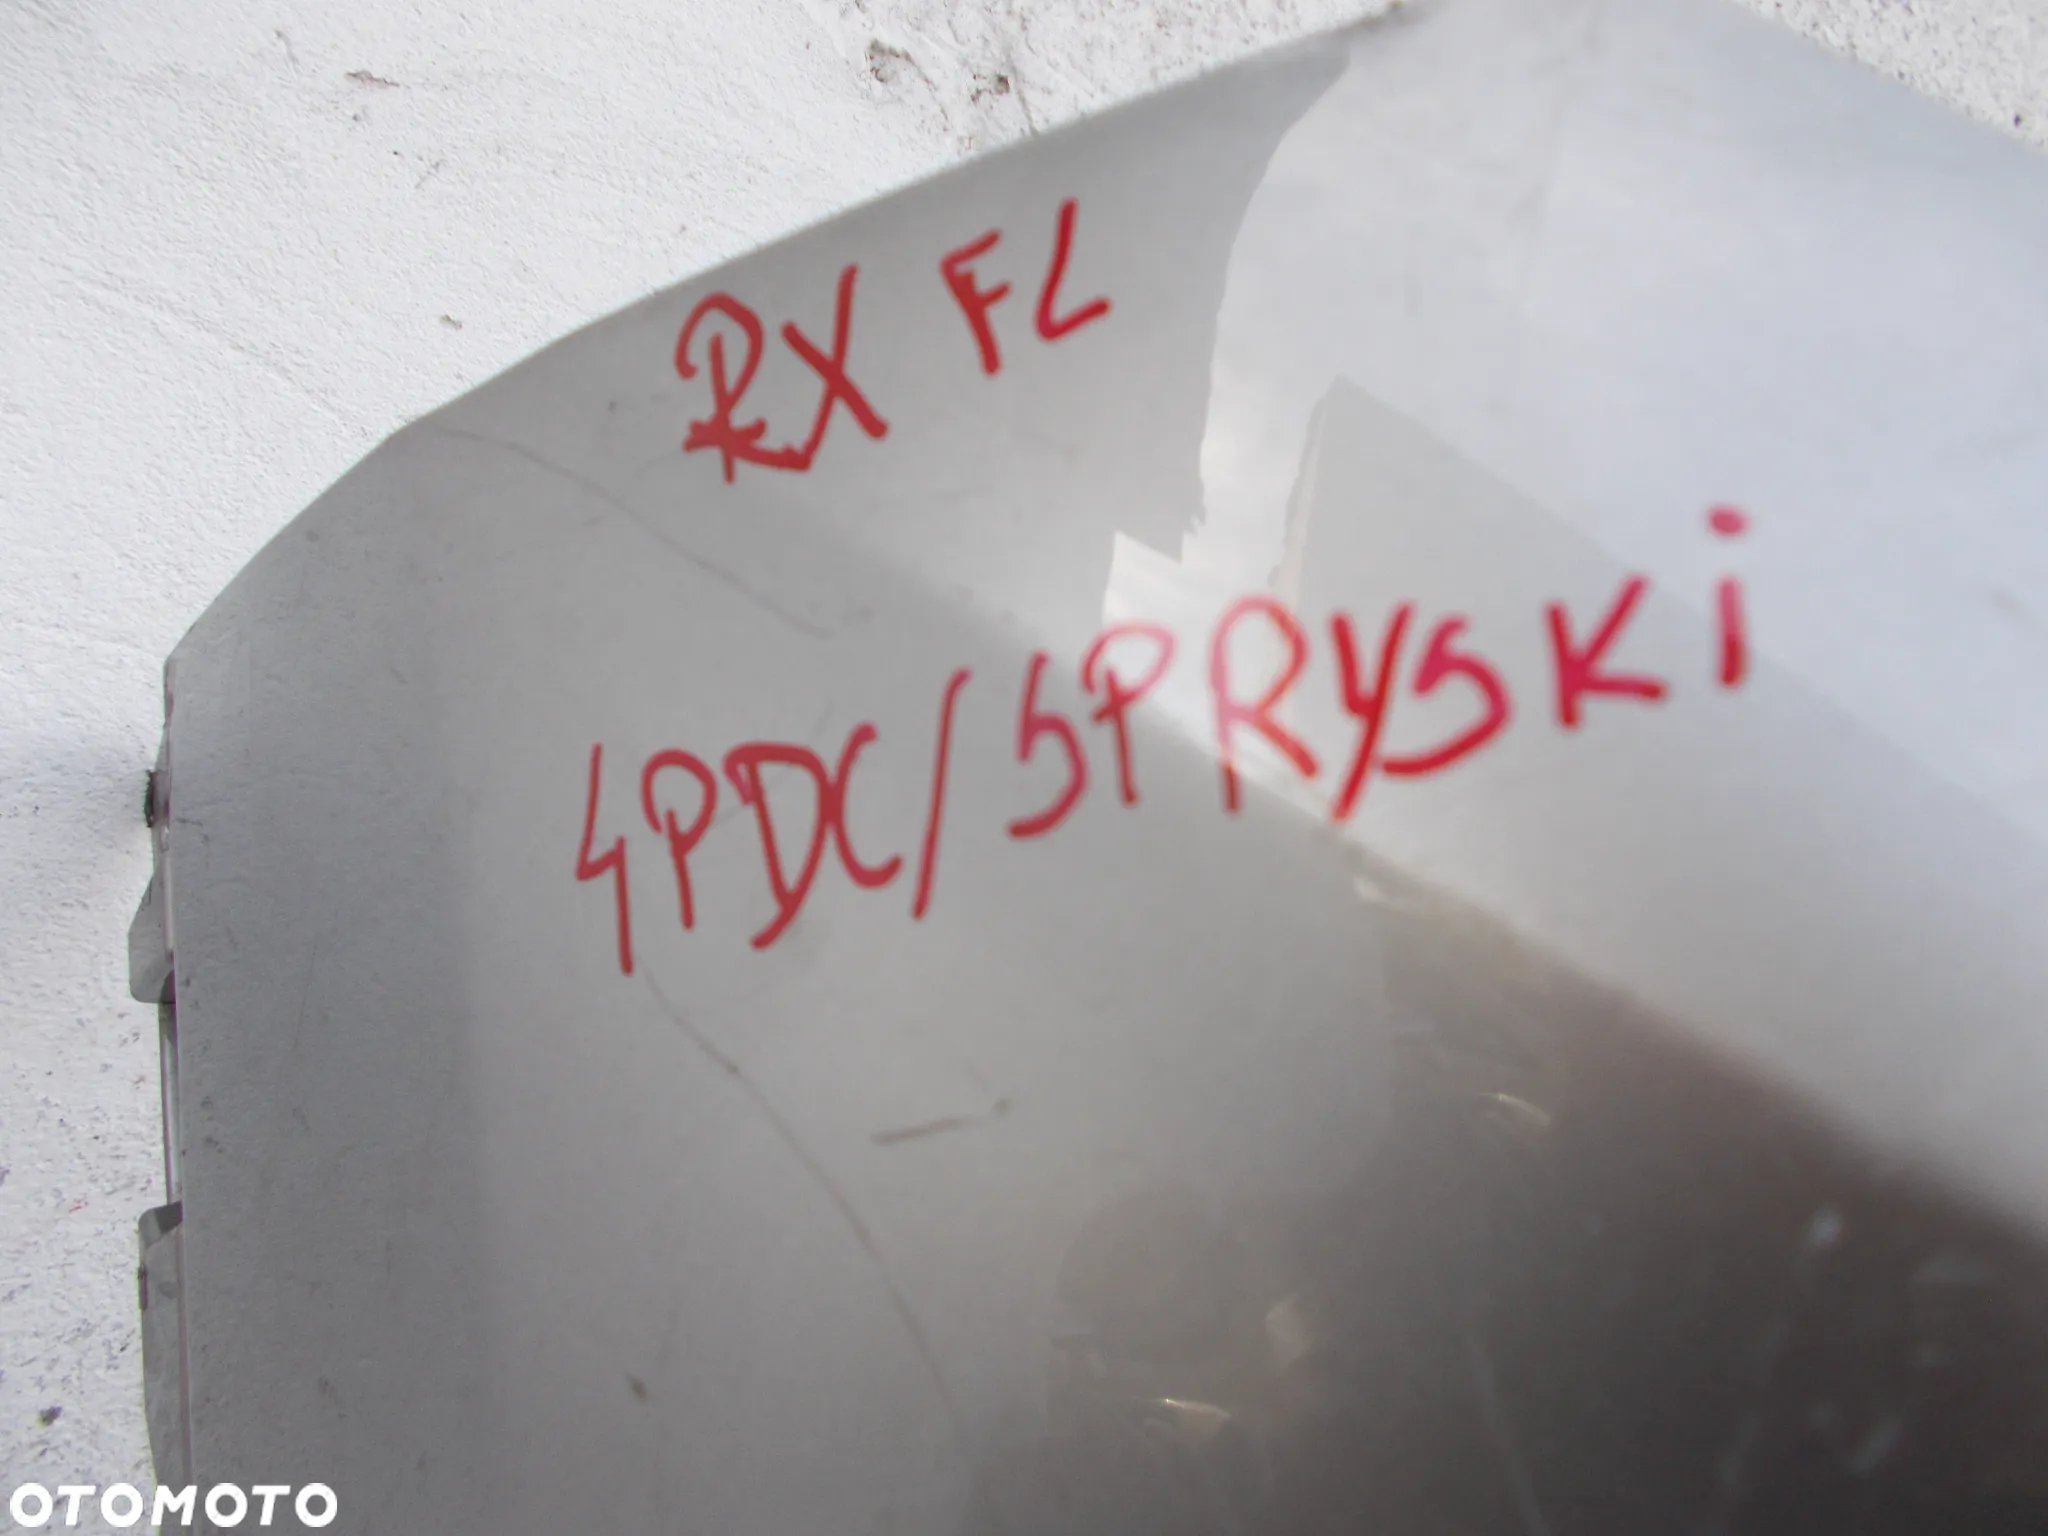 RX FL
4PDC/SPRYSKi
OTOMOTO